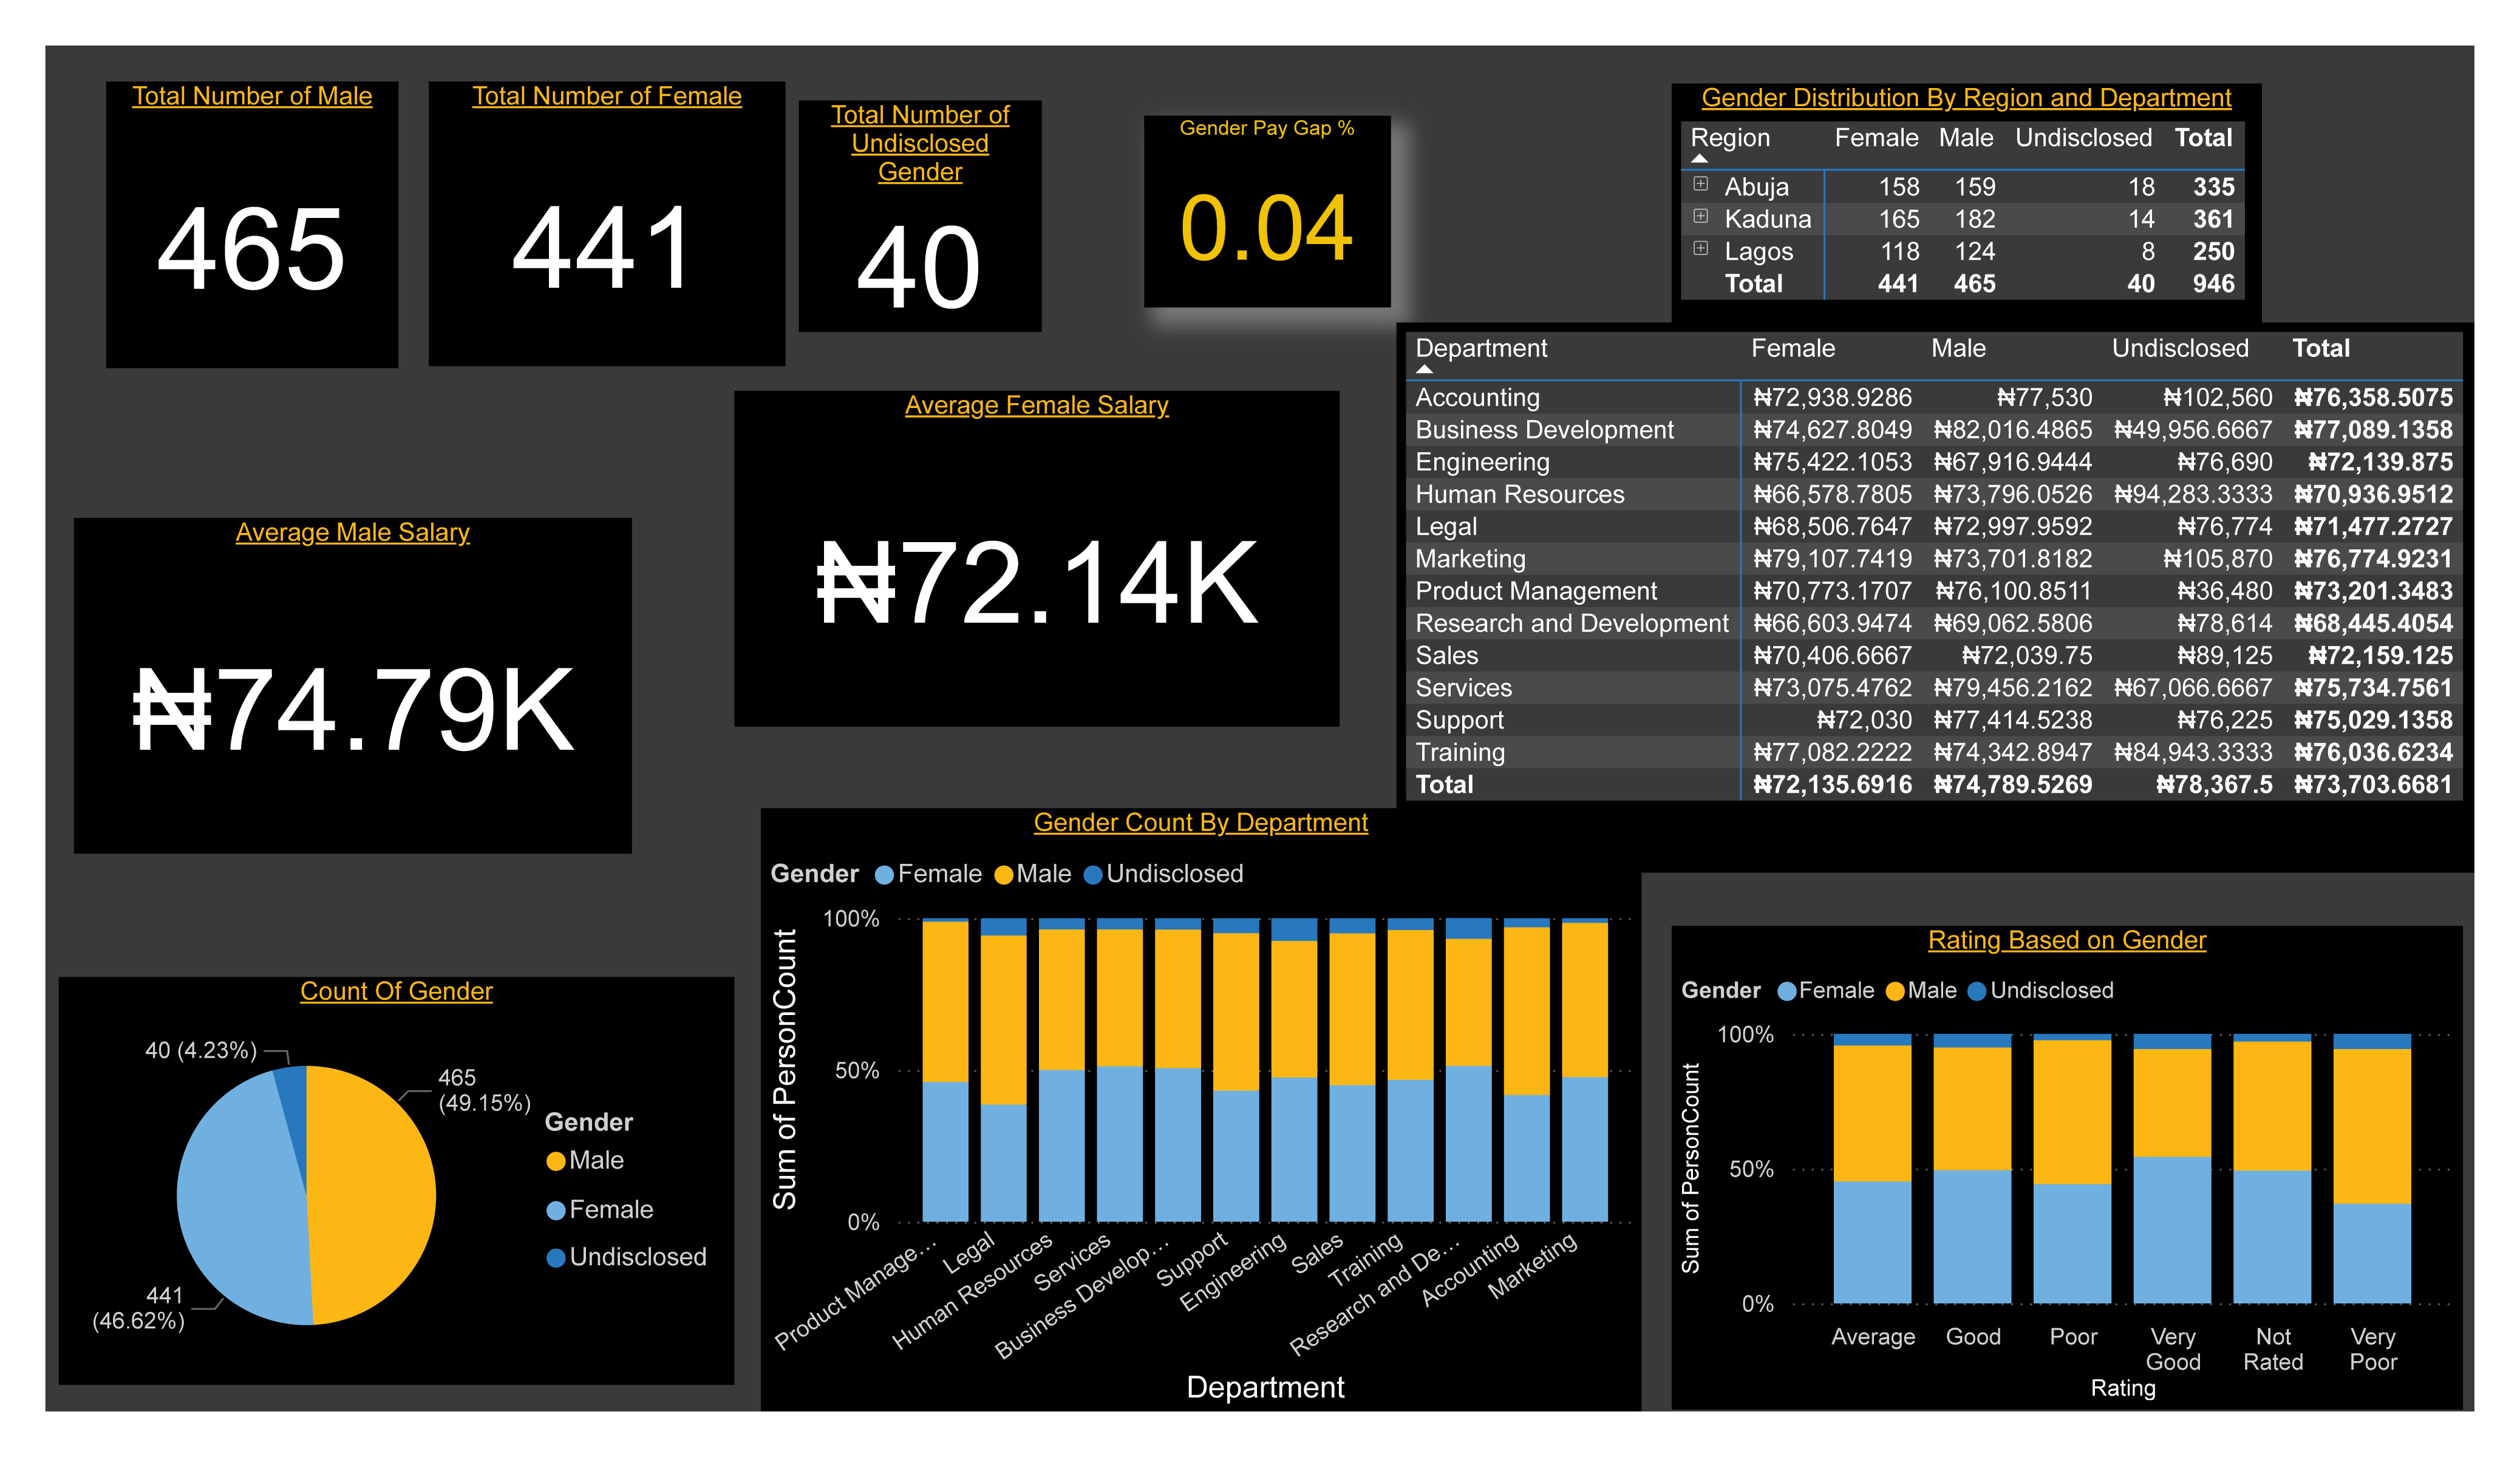 Total Number of Male
465
Total Number of Female
441
Total Number of
Undisclosed
Gender
40
Gender Pay Gap %
0.04
Gender Distribution By Region and Department
Region Female Male Undisclosed Total
Abuja 158 159 18 335
Kaduna 165 182 14 361
Lagos 118 124 8 250
Total 441 465 40 946
Department Female Male Undisclosed Total
Accounting ₦72,938.9286 ₦77,530 ₦102,560 ₦76,358.5075
Business Development ₦74,627.8049 ₦82,016.4865 ₦49,956.6667 ₦77,089.1358
Engineering ₦75,422.1053 ₦67,916.9444 ₦76,690 ₦72,139.875
Human Resources ₦66,578.7805 ₦73,796.0526 ₦94,283.3333 ₦70,936.9512
Legal ₦68,506.7647 ₦72,997.9592 ₦76,774 ₦71,477.2727
Marketing ₦79,107.7419 ₦73,701.8182 ₦105,870 ₦76,774.9231
Product Management ₦70,773.1707 ₦76,100.8511 ₦36,480 ₦73,201.3483
Research and Development ₦66,603.9474 ₦69,062.5806 ₦78,614 ₦68,445.4054
Sales ₦70,406.6667 ₦72,039.75 ₦89,125 ₦72,159.125
Services ₦73,075.4762 ₦79,456.2162 ₦67,066.6667 ₦75,734.7561
Support ₦72,030 ₦77,414.5238 ₦76,225 ₦75,029.1358
Training ₦77,082.2222 ₦74,342.8947 ₦84,943.3333 ₦76,036.6234
Total ₦72,135.6916 ₦74,789.5269 ₦78,367.5 ₦73,703.6681
Average Female Salary
₦72.14K
Average Male Salary
₦74.79K
Count Of Gender
40 (4.23%)
465
(49.15%)
441
(46.62%)
Gender
Male
Female
Undisclosed
Gender Count By Department
Gender Female Male Undisclosed
Sum of PersonCount
100%
50%
0%
Product Manage...
Legal
Human Resources
Services
Business Develop...
Support
Engineering
Sales
Training
Research and De...
Accounting
Marketing
Department
Rating Based on Gender
Gender Female Male Undisclosed
Sum of PersonCount
100%
50%
0%
Average Good Poor Very Not Very
Good Rated Poor
Rating